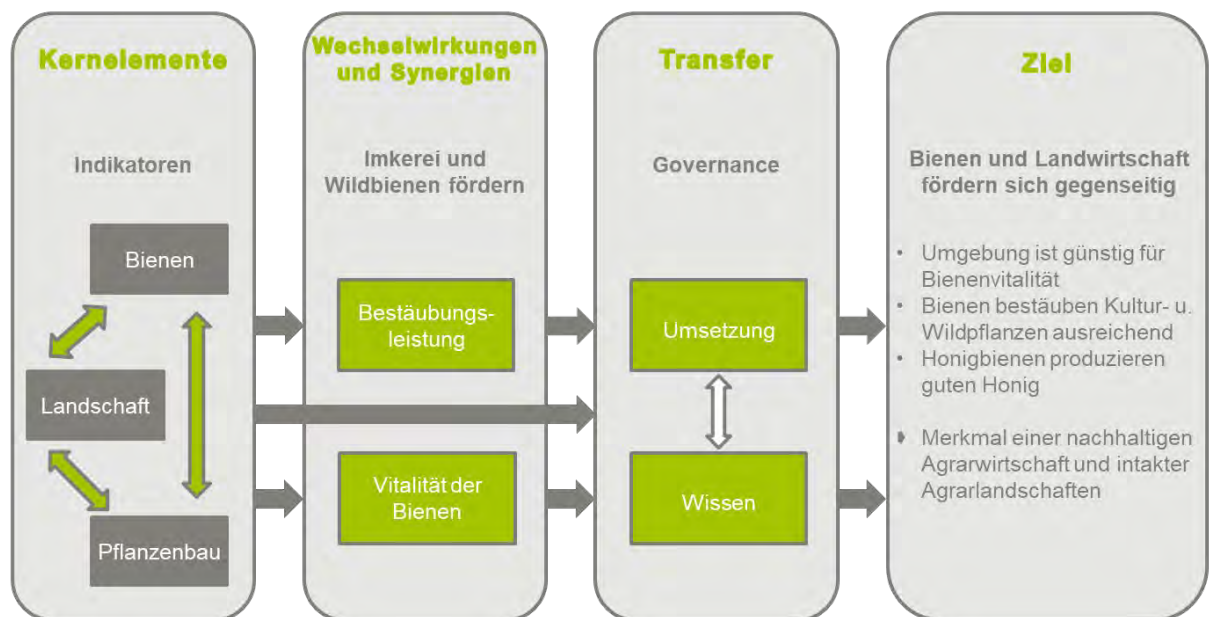 Kernelemente
Indikatoren
Bienen
Landschaft
Pflanzenbau
Wechselwirkungen
und Synergien
Imkerei und
Wildbienen fördern
Bestäubungs-
leistung
Vitalität der
Bienen
Transfer
Governance
Umsetzung
Wissen
Ziel
Bienen und Landwirtschaft
fördern sich gegenseitig
• Umgebung ist günstig für
Bienenvitalität
• Bienen bestäuben Kultur- u.
Wildpflanzen ausreichend
• Honigbienen produzieren
guten Honig
Merkmal einer nachhaltigen
Agrarwirtschaft und intakter
Agrarlandschaften